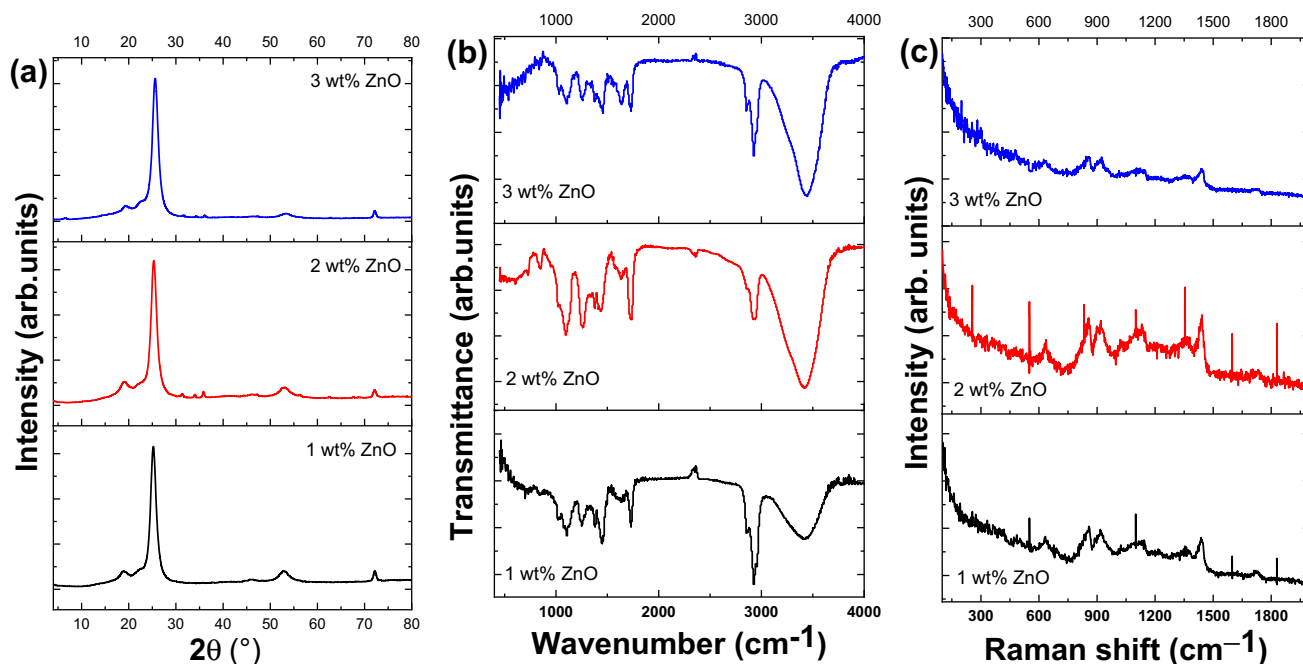 10 20 30 40 50 60 70 80
(a)
3 wt% ZnO
2 wt% ZnO
1 wt% ZnO
Intensity (arb.units)
10 20 30 40 50 60 70 80
2θ (°)
1000 2000 3000 4000
(b)
3 wt% ZnO
2 wt% ZnO
1 wt% ZnO
Transmittance (arb.units)
1000 2000 3000 4000
Wavenumber (cm-1)
300 600 900 1200 1500 1800
(c)
3 wt% ZnO
2 wt% ZnO
1 wt% ZnO
Intensity (arb. units)
300 600 900 1200 1500 1800
Raman shift (cm−1)